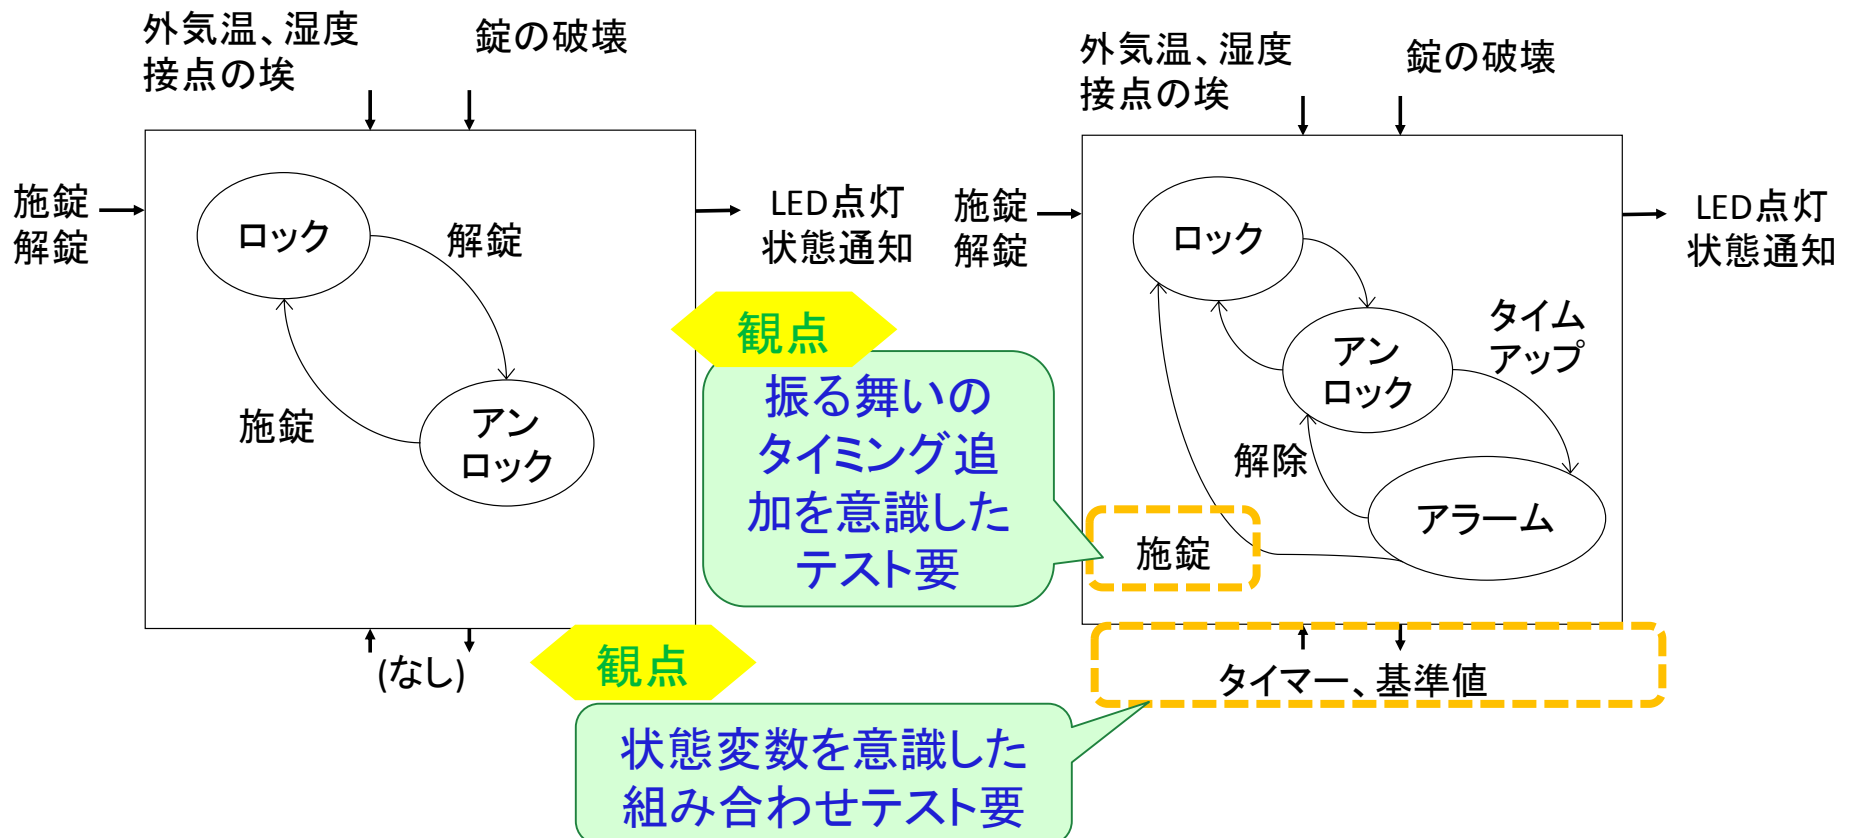 外気温、湿度
接点の埃
錠の破壊
施錠
解錠
ロック
解錠
施錠
アン
ロック
LED点灯
状態通知
(なし)
観点
振る舞いの
タイミング追
加を意識した
テスト要
観点
状態変数を意識した
組み合わせテスト要
外気温、湿度
接点の埃
錠の破壊
施錠
解錠
ロック
アン
ロック
タイム
アップ
解除
アラーム
施錠
LED点灯
状態通知
タイマー、基準値